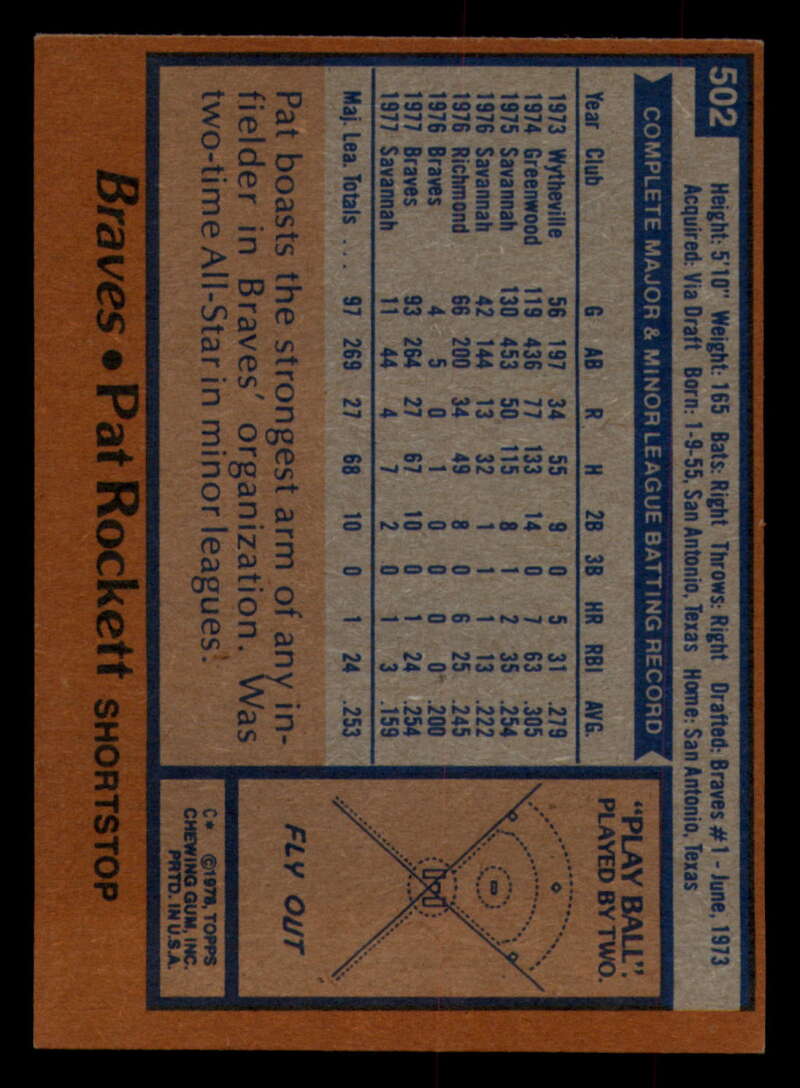 502
Height: 5'10" Weight: 165 Bats: Right Throws: Right Drafted: Braves #1 - June, 1973
Acquired: Via Draft Born: 1-9-55, San Antonio, Texas Home: San Antonio, Texas
COMPLETE MAJOR & MINOR LEAGUE BATTING RECORD
Year Club G AB R H 2B 3B HR RBI AVG.
1973 Wytheville 56 197 34 55 9 0 5 31 .279
1974 Greenwood 119 436 77 133 14 0 7 63 .305
1975 Savannah 130 453 50 115 8 1 2 35 .254
1976 Savannah 42 144 13 32 1 1 1 13 .222
1976 Richmond 66 200 34 49 8 0 6 25 .245
1976 Braves 4 5 0 1 0 0 0 0 .200
1977 Braves 93 264 27 67 10 0 1 24 .254
1977 Savannah 11 44 4 7 2 0 1 3 .159
Maj. Lea. Totals .... 97 269 27 68 10 0 1 24 .253
Pat boasts the strongest arm of any in-
fielder in Braves' organization. Was
two-time All-Star in minor leagues.
"PLAY BALL".
PLAYED BY TWO.
FLY OUT
C* ©1978, TOPPS
CHEWING GUM, INC.
PRTD. IN U.S.A.
Braves • Pat Rockett SHORTSTOP